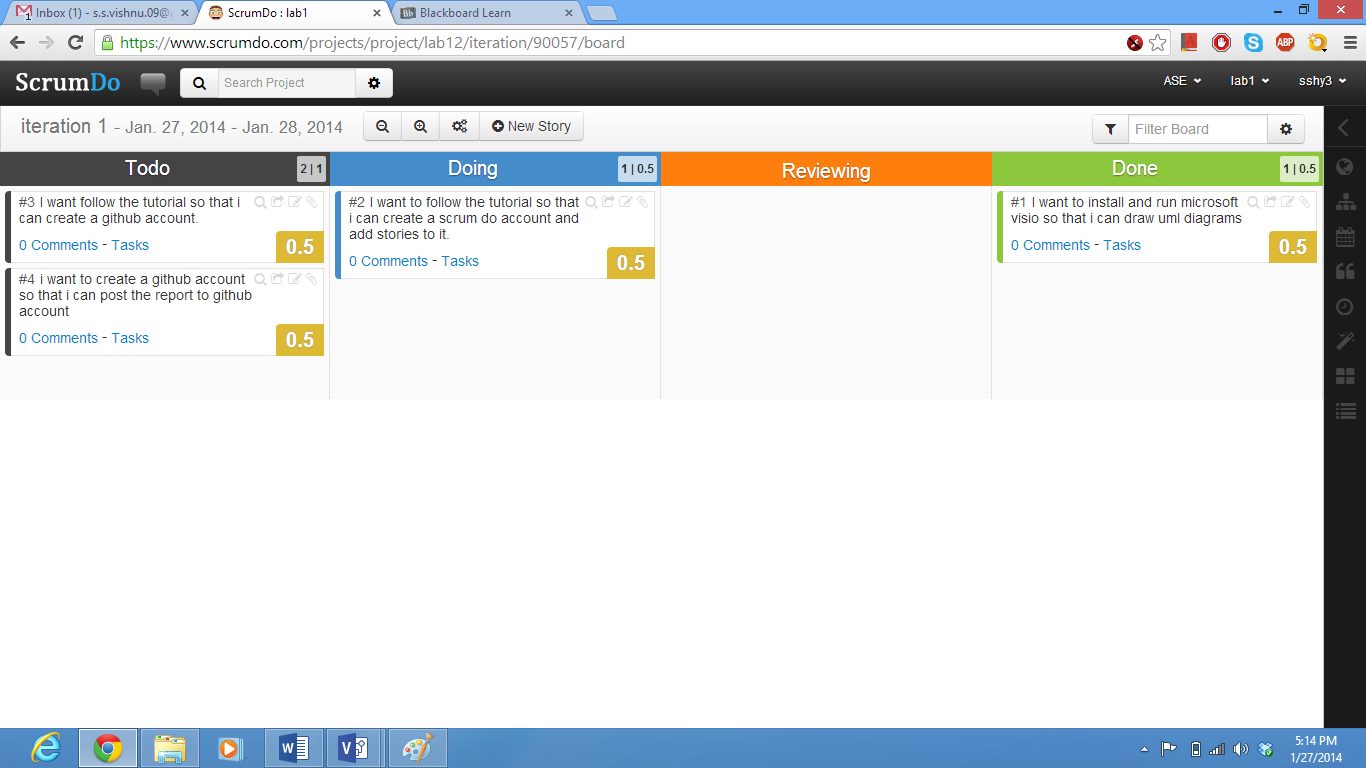 Inbox (1) - s.s.vishnu.09@
ScrumDo : lab1
Blackboard Learn
https://www.scrumdo.com/projects/project/lab12/iteration/90057/board
ScrumDo
Search Project
ASE
lab1
sshy3
iteration 1 - Jan. 27, 2014 - Jan. 28, 2014
New Story
Filter Board
Todo
2 | 1
Doing
1 | 0.5
Reviewing
Done
1 | 0.5
#3 I want follow the tutorial so that i
can create a github account.
0 Comments - Tasks
0.5
#4 i want to create a github account
so that i can post the report to github
account
0 Comments - Tasks
0.5
#2 I want to follow the tutorial so that
i can create a scrum do account and
add stories to it.
0 Comments - Tasks
0.5
#1 I want to install and run microsoft
visio so that i can draw uml diagrams
0 Comments - Tasks
0.5
5:14 PM
1/27/2014